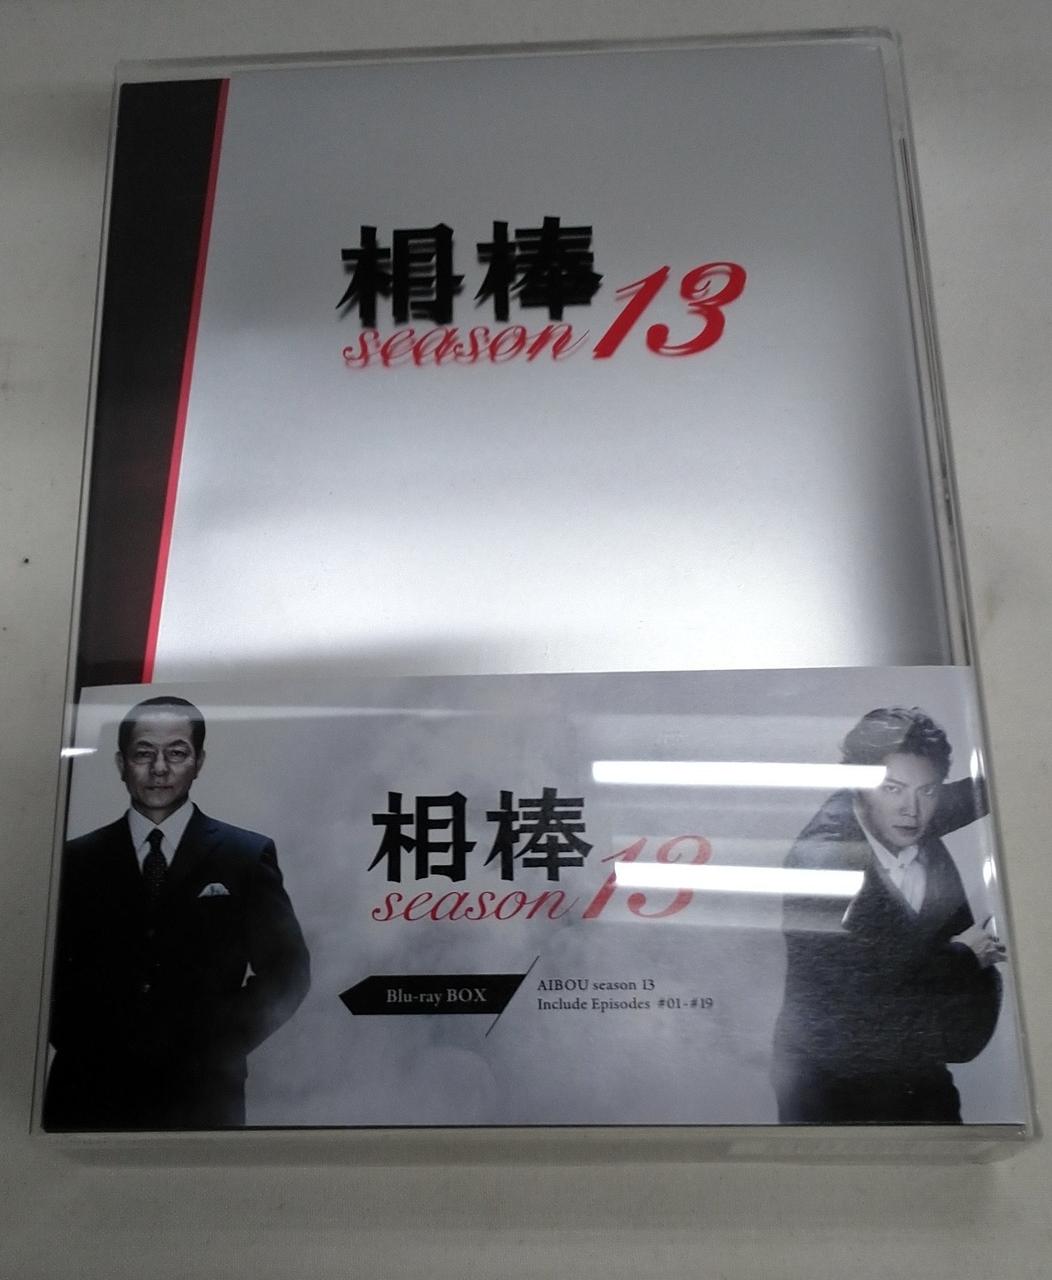 相棒
season 13
相棒
season 13
Blu-ray BOX
AIBOU season 13
Include Episodes #01-#19